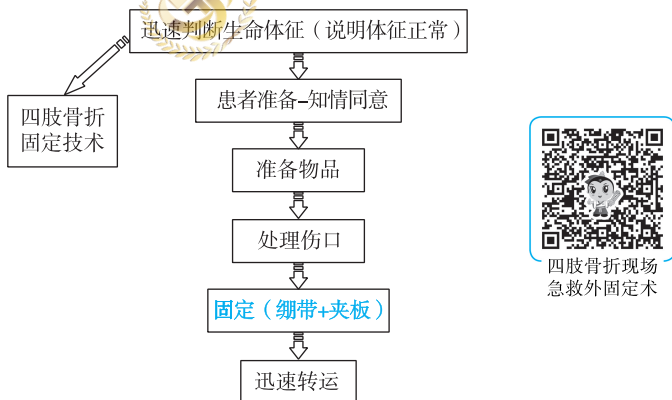 迅速判断生命体征（说明体征正常）
四肢骨折
固定技术
患者准备–知情同意
准备物品
处理伤口
固定（绷带+夹板）
迅速转运
四肢骨折现场
急救外固定术